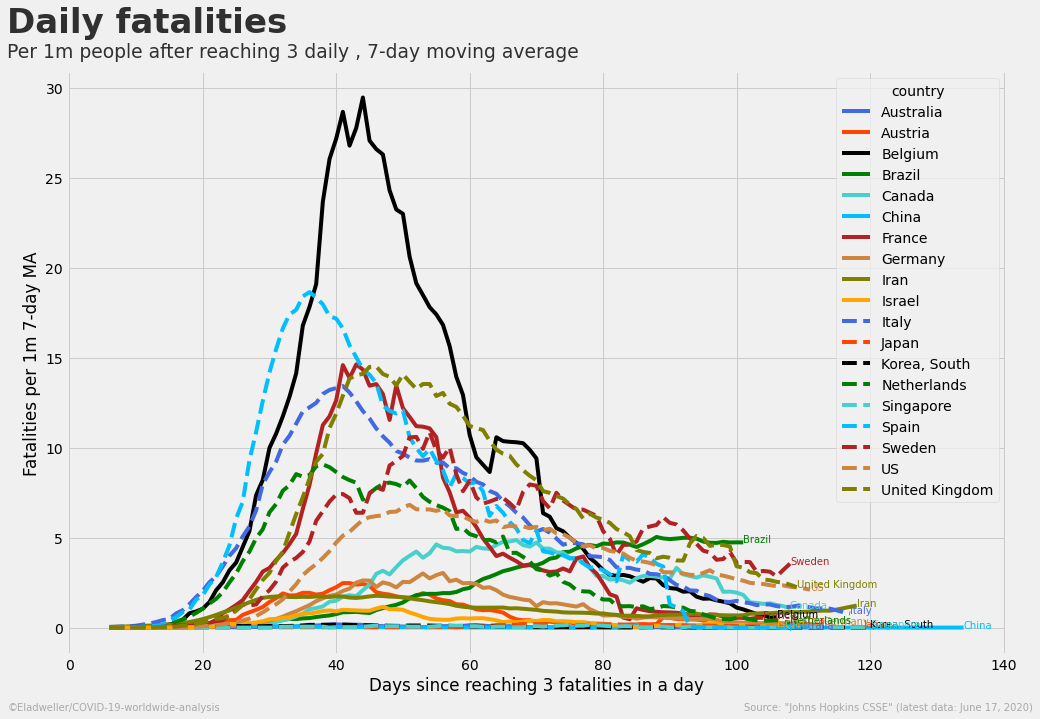 Daily fatalities
Per 1m people after reaching 3 daily , 7-day moving average
country
Australia
Austria
Belgium
Brazil
Canada
China
France
Germany
Iran
Israel
Italy
Japan
Korea, South
Netherlands
Singapore
Spain
Sweden
US
United Kingdom
Fatalities per 1m 7-day MA
30
25
20
15
10
5
0
Brazil
Sweden
United Kingdom
US
Canada
Iran
Italy
Belgium
Netherlands
Korea, South
China
0 20 40 60 80 100 120 140
Days since reaching 3 fatalities in a day
©Eladweller/COVID-19-worldwide-analysis
Source: "Johns Hopkins CSSE" (latest data: June 17, 2020)